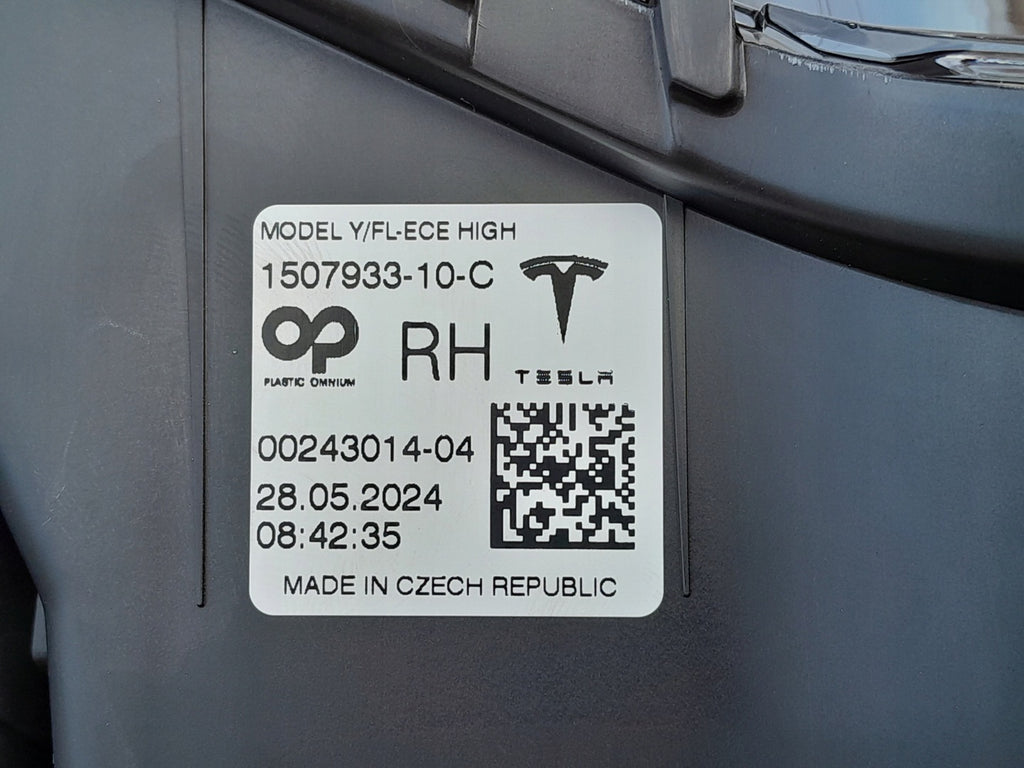 MODEL Y/FL-ECE HIGH
1507933-10-C
OP
PLASTIC OMNIUM
RH
TESLA
00243014-04
28.05.2024
08:42:35
MADE IN CZECH REPUBLIC